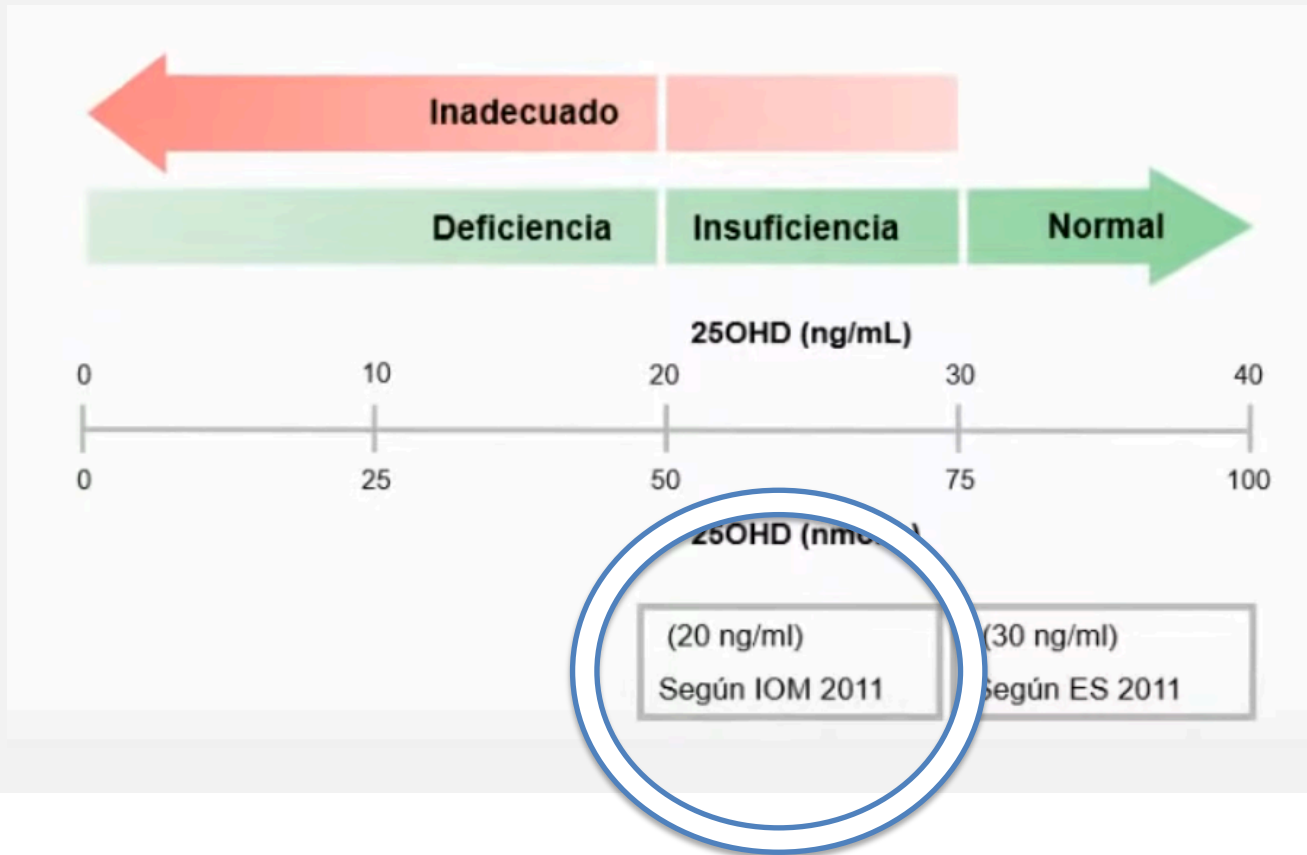 Inadecuado
Deficiencia Insuficiencia Normal
25OHD (ng/mL)
0 10 20 30 40
0 25 50 75 100
25OHD
(20 ng/ml) (30 ng/ml)
Según IOM 2011 Según ES 2011